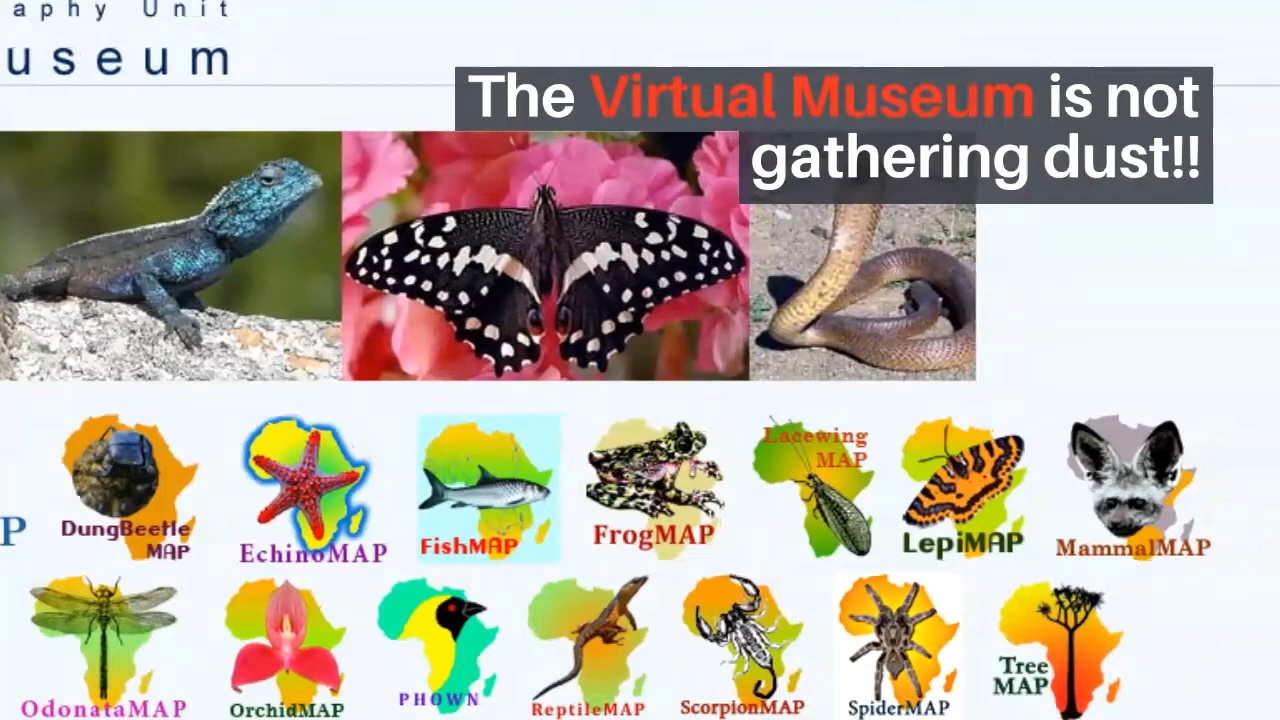 aphy Unit
useum
The Virtual Museum is not
gathering dust!!
P
DungBeetle
MAP
EchinoMAP
FishMAP
FrogMAP
Lacewing
MAP
LepiMAP
MammalMAP
OdonataMAP
OrchidMAP
PHOWN
ReptileMAP
ScorpionMAP
SpiderMAP
Tree
MAP